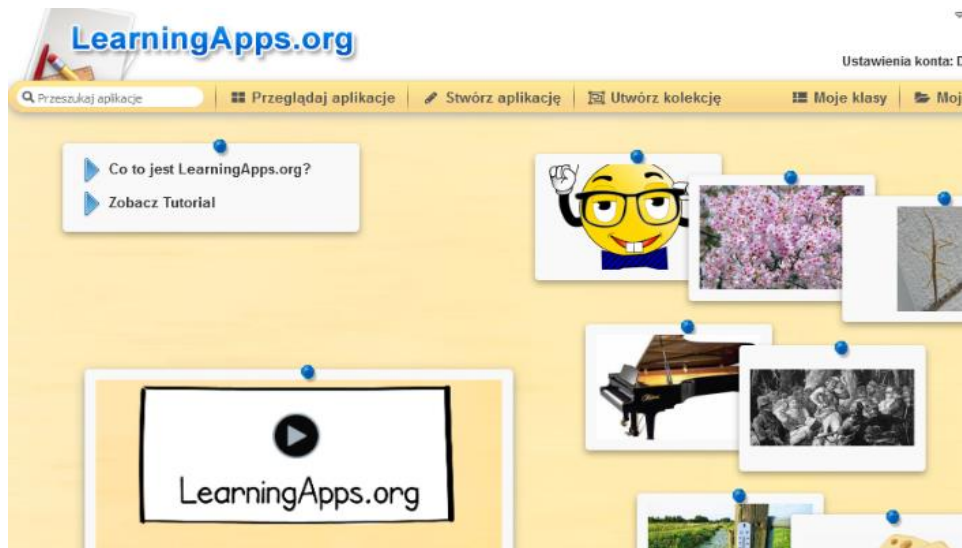 LearningApps.org
Ustawienia konta: D
Przeszukaj aplikacje
Przeglądaj aplikacje
Stwórz aplikację
Utwórz kolekcję
Moje klasy
Moj
Co to jest LearningApps.org?
Zobacz Tutorial
LearningApps.org